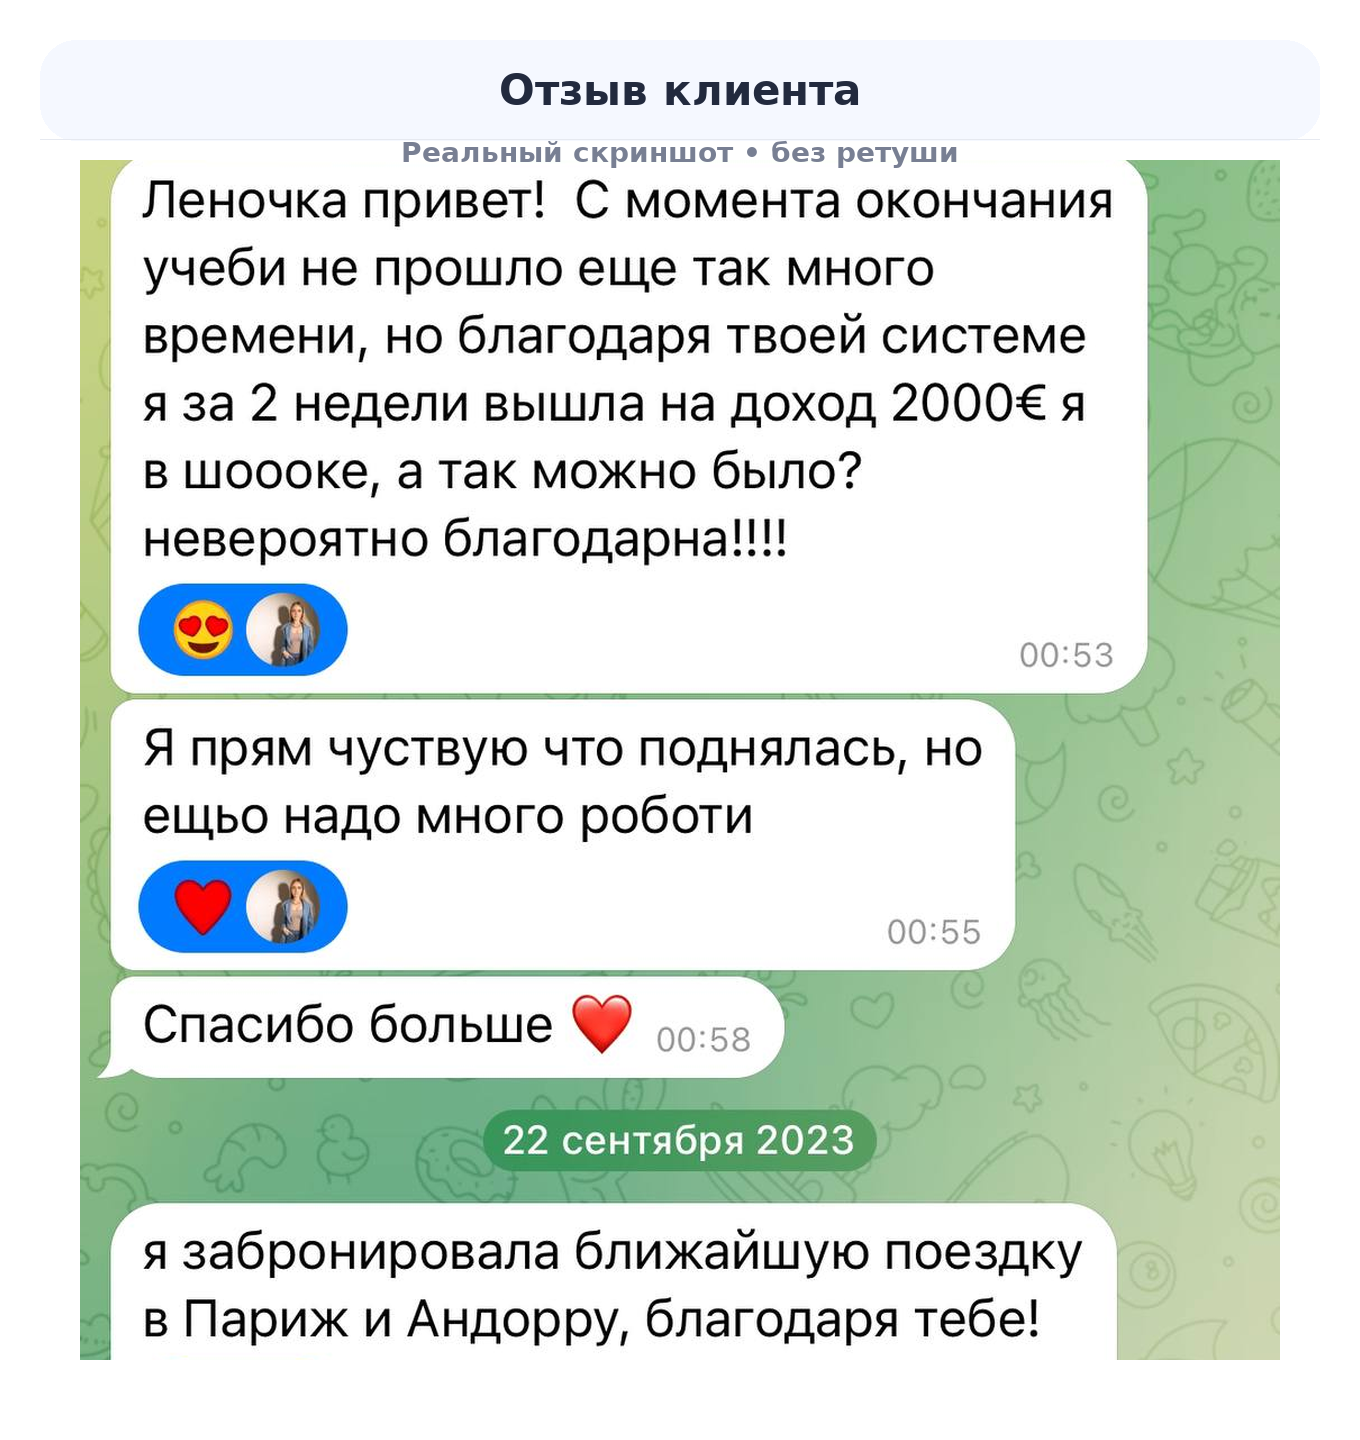 Отзыв клиента
Реальный скриншот • без ретуши
Леночка привет! С момента окончания
учеби не прошло еще так много
времени, но благодаря твоей системе
я за 2 недели вышла на доход 2000€ я
в шоооке, а так можно было?
невероятно благодарна!!!!
😍
00:53
Я прям чуствую что поднялась, но
ещьо надо много роботи
❤️
00:55
Спасибо больше ❤️ 00:58
22 сентября 2023
я забронировала ближайшую поездку
в Париж и Андорру, благодаря тебе!